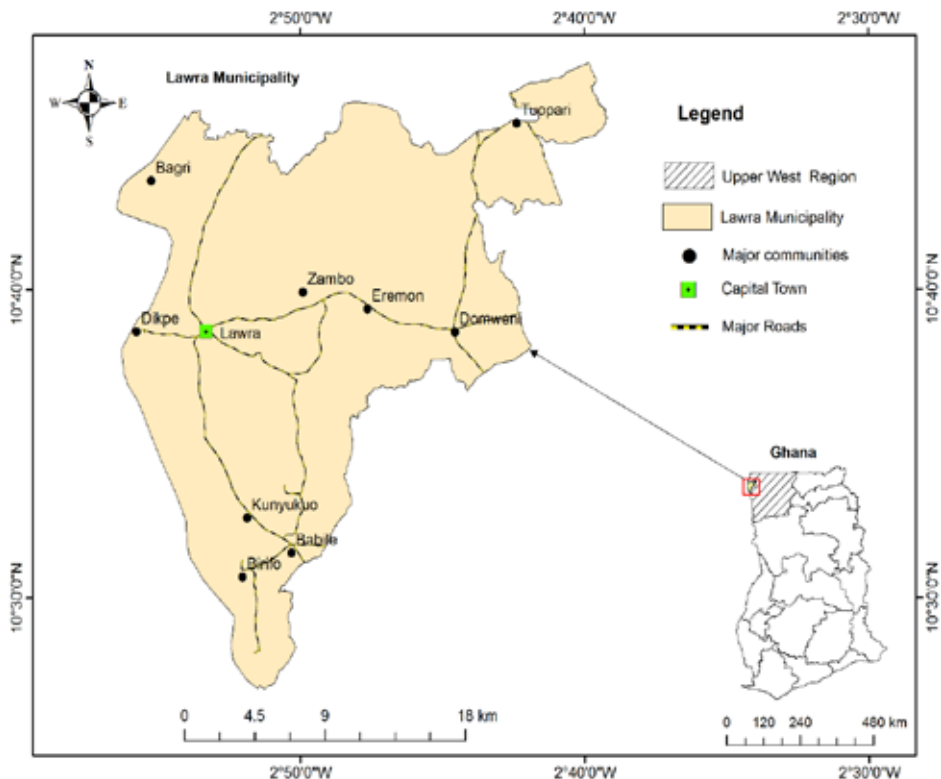 2°50'0"W 2°40'0"W 2°30'0"W
N
W E
S
Lawra Municipality
Legend
Upper West Region
Lawra Municipality
Major communities
Capital Town
Major Roads
Tuppari
Bagri
Zambo
Eremon
10°40'0"N 10°40'0"N
Dikpe
Lawra
Domweni
Ghana
Kunyukuo
Babile
Birifo
10°30'0"N 10°30'0"N
0 4.5 9 18 km
0 120 240 480 km
2°50'0"W 2°40'0"W 2°30'0"W